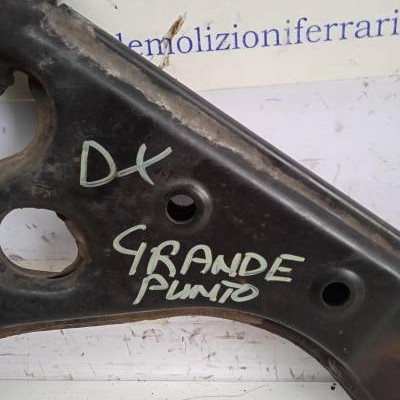 demolizioniferrari
DX
GRANDE
PUNTO